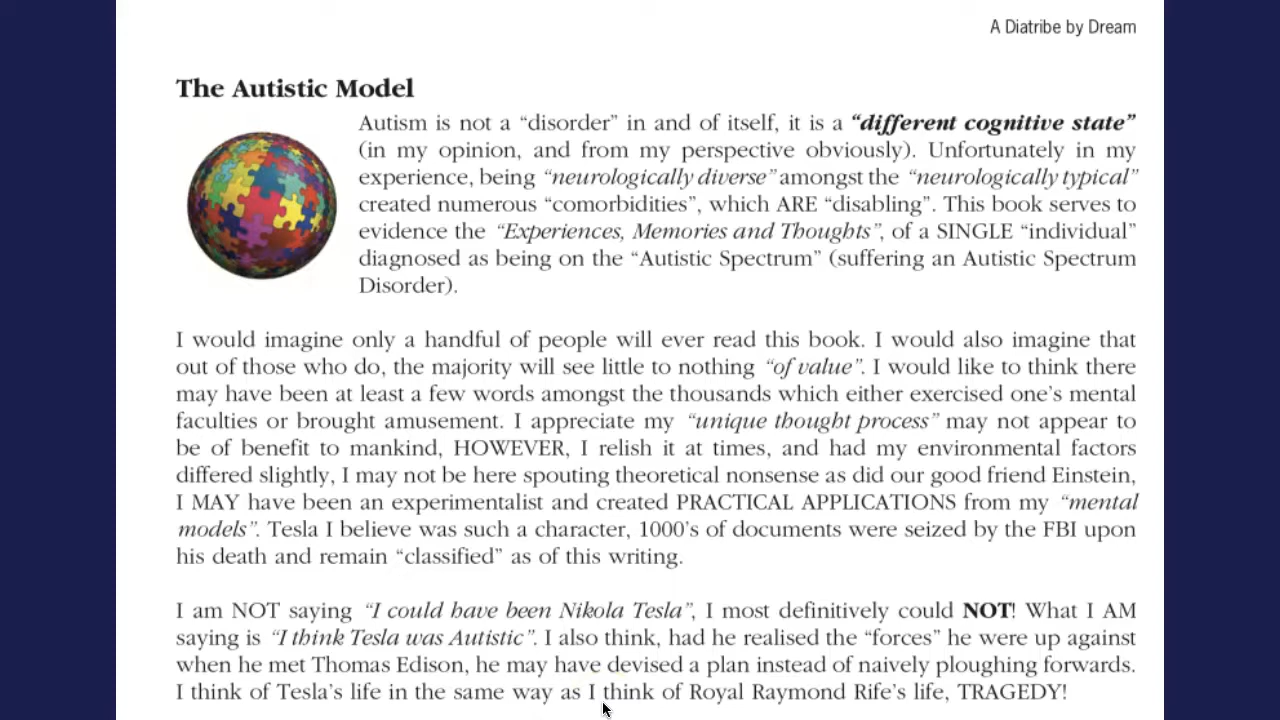 A Diatribe by Dream
The Autistic Model
Autism is not a “disorder” in and of itself, it is a “different cognitive state”
(in my opinion, and from my perspective obviously). Unfortunately in my
experience, being “neurologically diverse” amongst the “neurologically typical”
created numerous “comorbidities”, which ARE “disabling”. This book serves to
evidence the “Experiences, Memories and Thoughts”, of a SINGLE “individual”
diagnosed as being on the “Autistic Spectrum” (suffering an Autistic Spectrum
Disorder).
I would imagine only a handful of people will ever read this book. I would also imagine that
out of those who do, the majority will see little to nothing “of value”. I would like to think there
may have been at least a few words amongst the thousands which either exercised one’s mental
faculties or brought amusement. I appreciate my “unique thought process” may not appear to
be of benefit to mankind, HOWEVER, I relish it at times, and had my environmental factors
differed slightly, I may not be here spouting theoretical nonsense as did our good friend Einstein,
I MAY have been an experimentalist and created PRACTICAL APPLICATIONS from my “mental
models”. Tesla I believe was such a character, 1000’s of documents were seized by the FBI upon
his death and remain “classified” as of this writing.
I am NOT saying “I could have been Nikola Tesla”, I most definitively could NOT! What I AM
saying is “I think Tesla was Autistic”. I also think, had he realised the “forces” he were up against
when he met Thomas Edison, he may have devised a plan instead of naively ploughing forwards.
I think of Tesla’s life in the same way as I think of Royal Raymond Rife’s life, TRAGEDY!